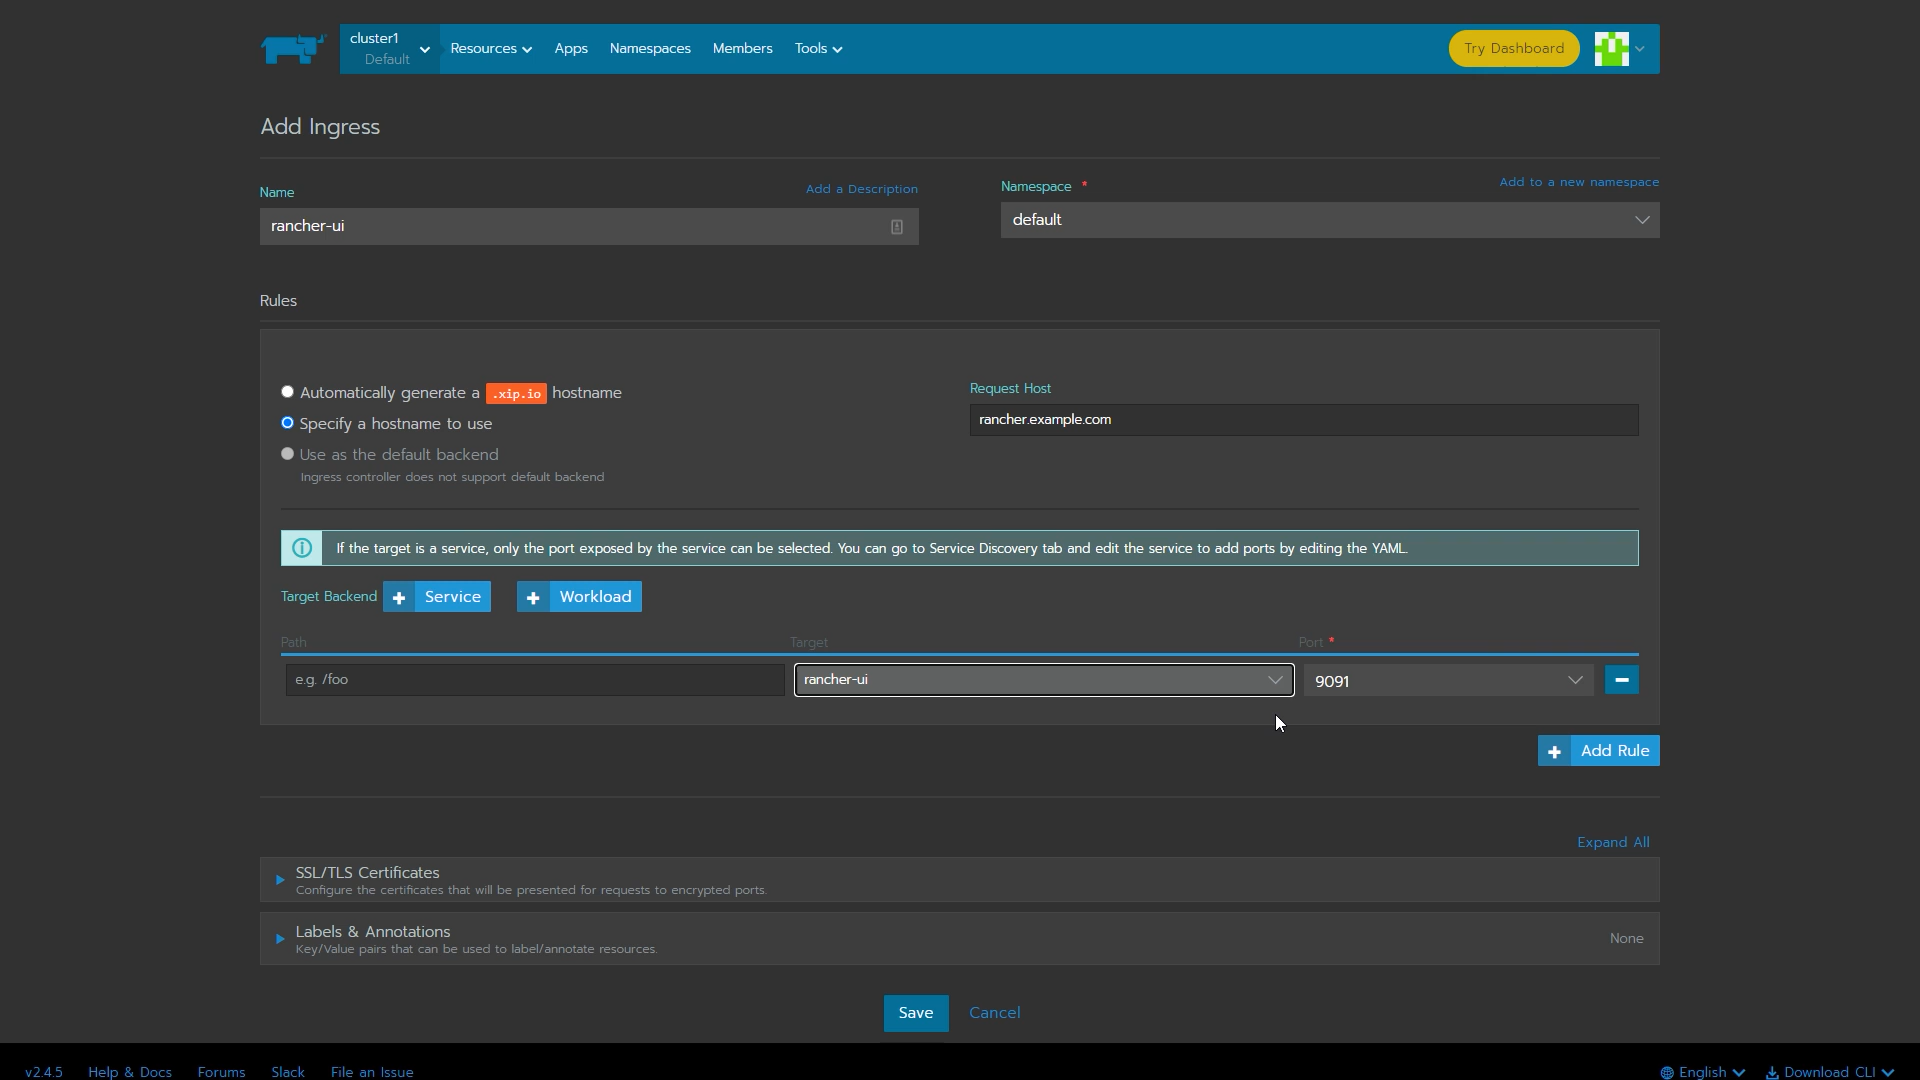 cluster1
Default
Resources
Apps
Namespaces
Members
Tools
Try Dashboard
Add Ingress
Name
Add a Description
rancher-ui
Namespace *
Add to a new namespace
default
Rules
Automatically generate a .xip.io hostname
Specify a hostname to use
Use as the default backend
Ingress controller does not support default backend
Request Host
rancher.example.com
If the target is a service, only the port exposed by the service can be selected. You can go to Service Discovery tab and edit the service to add ports by editing the YAML.
Target Backend
+ Service
+ Workload
Path
Target
Port *
e.g. /foo
rancher-ui
9091
+ Add Rule
Expand All
SSL/TLS Certificates
Configure the certificates that will be presented for requests to encrypted ports.
Labels & Annotations
Key/Value pairs that can be used to label/annotate resources.
None
Save
Cancel
v2.4.5
Help & Docs
Forums
Slack
File an Issue
English
Download CLI